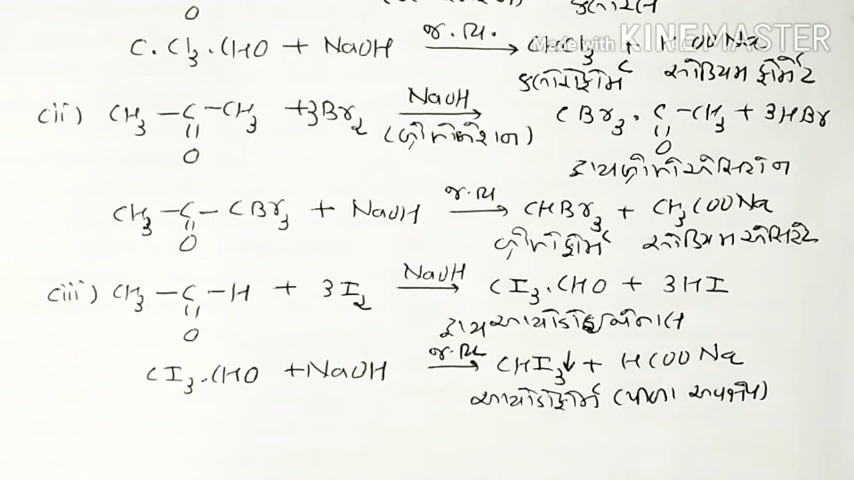 O
C.Cl₃.CHO + NaOH જ.વિ. → CHCl₃ + HCOONa
Made with KINEMASTER
ક્લોરોફોર્મ સોડિયમ ફોર્મેટ
(ii) CH₃ — C — CH₃ + 3Br₂ NaOH → CBr₃ . C — CH₃ + 3HBr
O (બ્રોમીનેશન) O
ટ્રાયબ્રોમો એસિટોન
CH₃ — C — CBr₃ + NaOH જ.વિ → CHBr₃ + CH₃COONa
O બ્રોમોફોર્મ સોડિયમ એસિટેટ
(iii) CH₃ — C — H + 3I₂ NaOH → CI₃.CHO + 3HI
O ટ્રાયઆયોડો
CI₃.CHO + NaOH જ.વિ → CHI₃↓ + HCOONa
આયોડોફોર્મ (પીળા અવક્ષેપ)